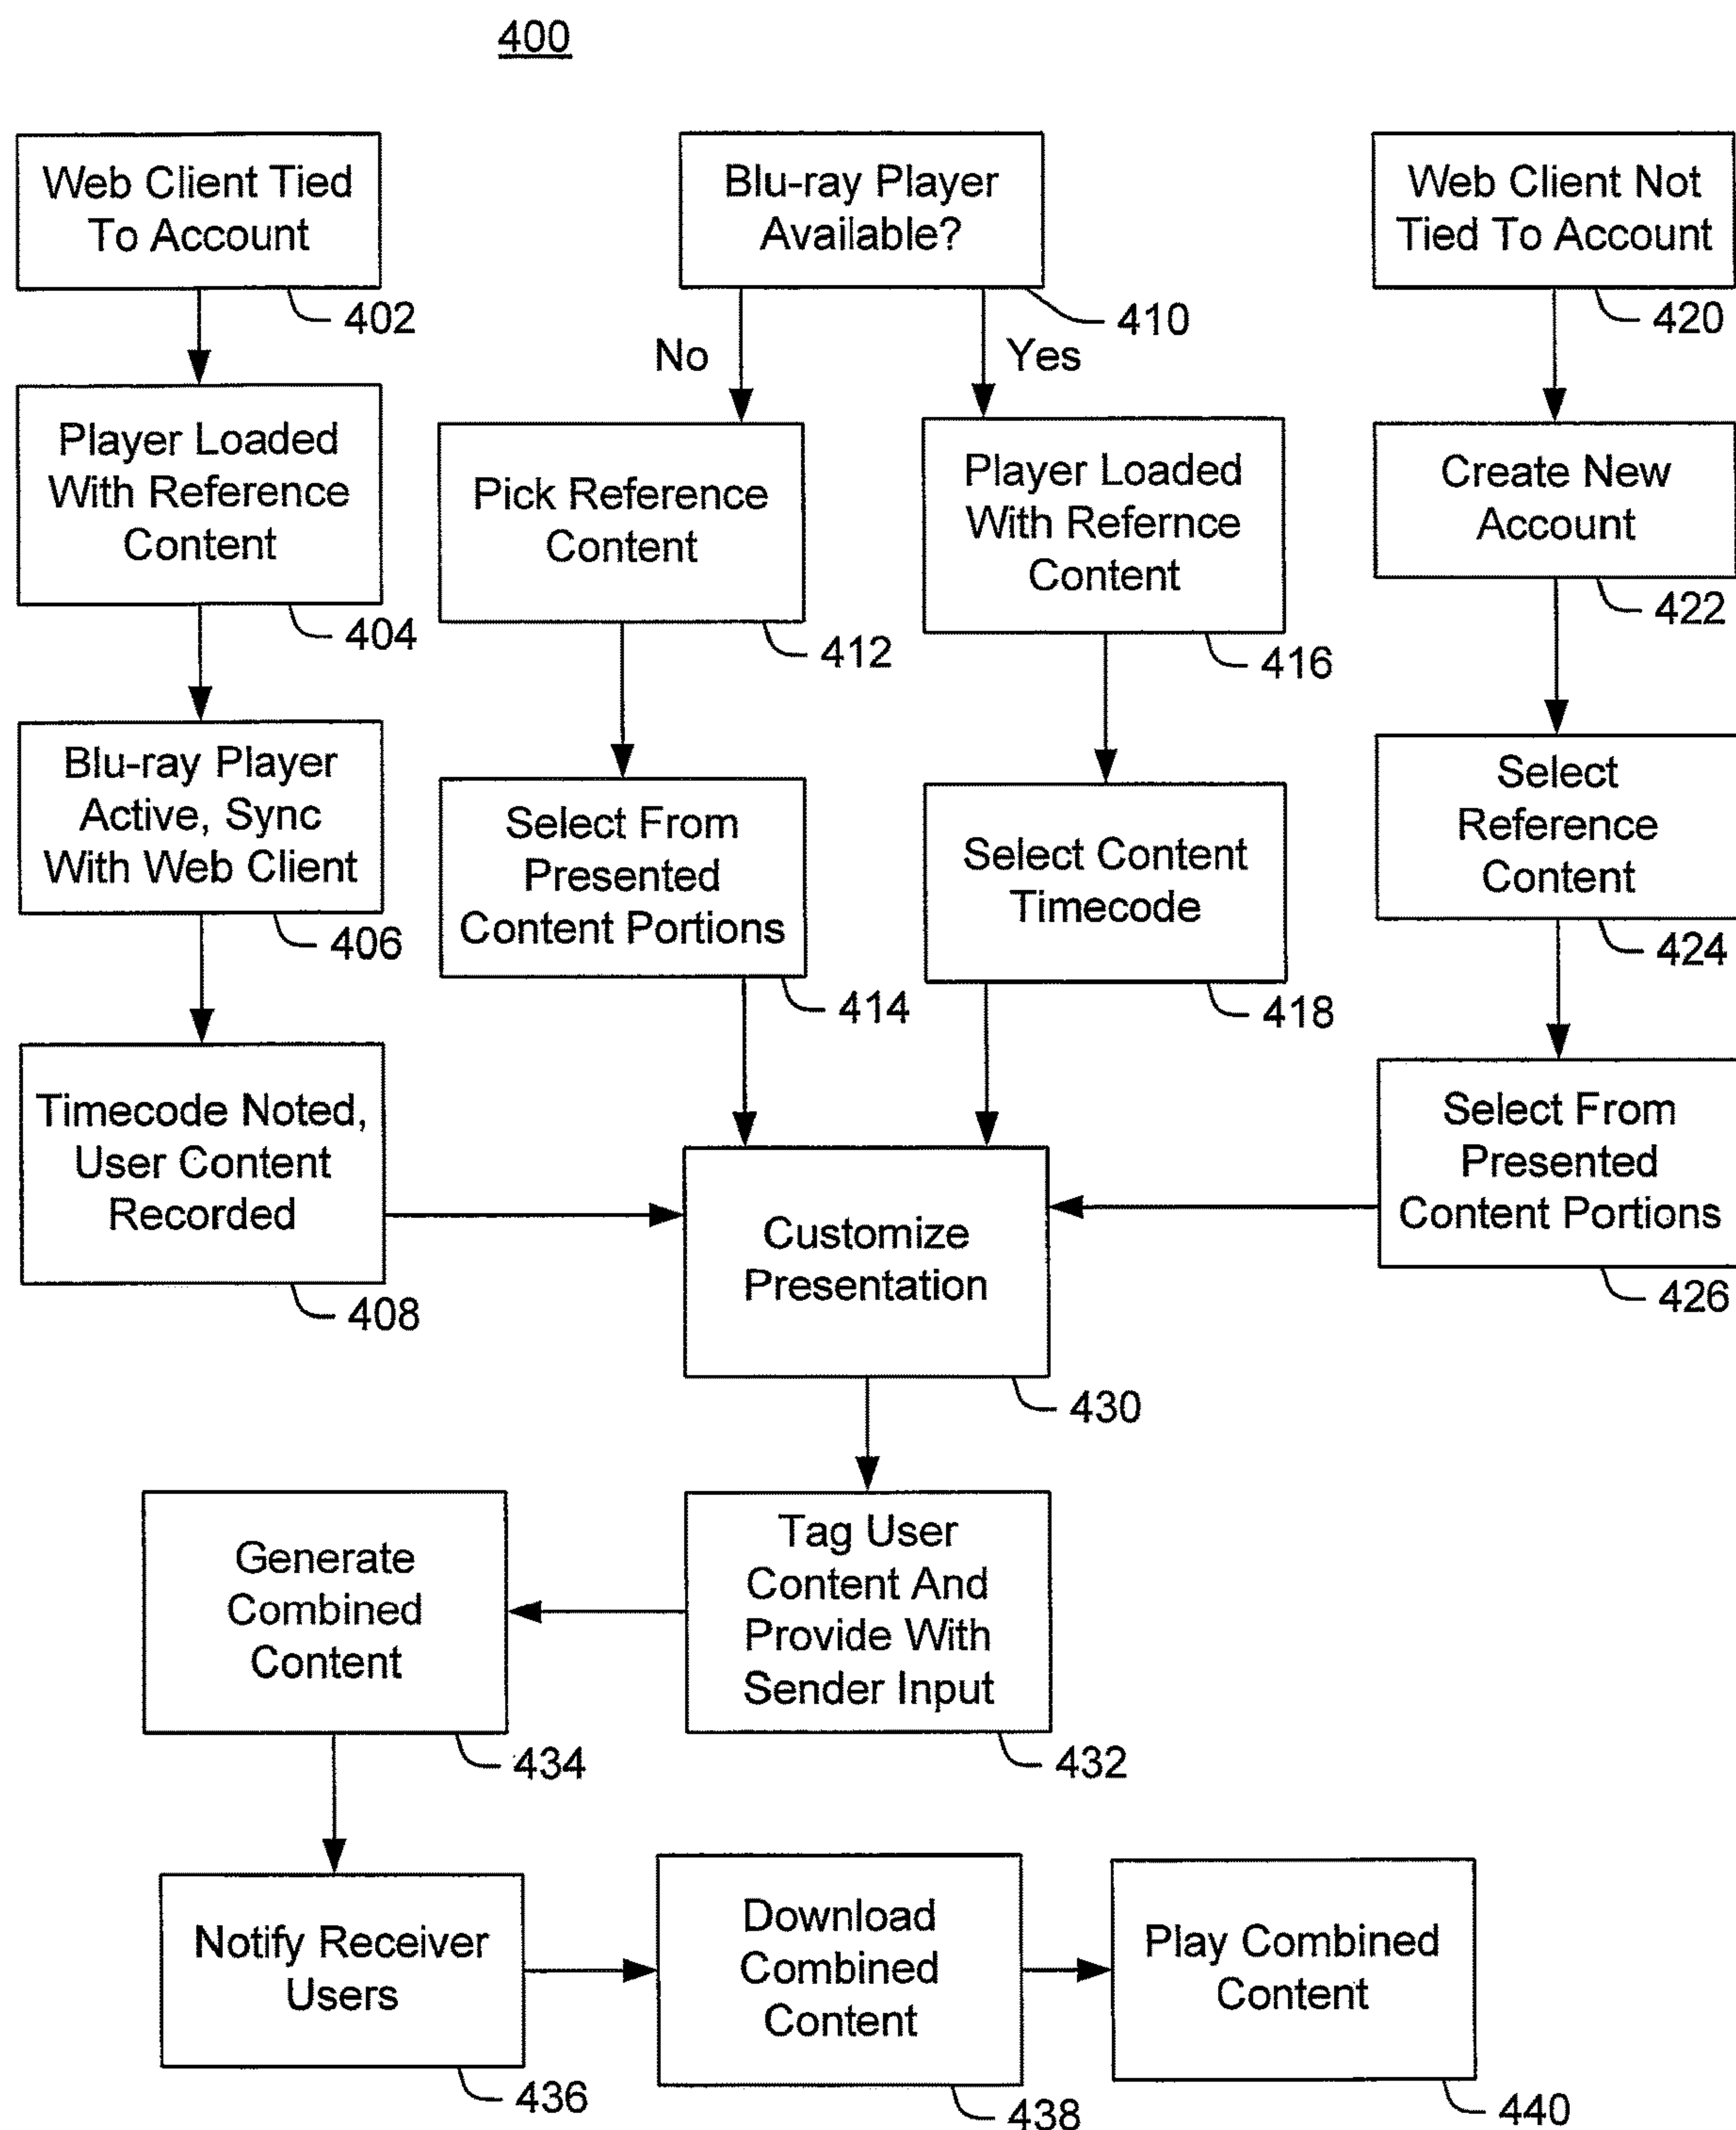 400
Web Client Tied
To Account
402
Player Loaded
With Reference
Content
404
Blu-ray Player
Active, Sync
With Web Client
406
Timecode Noted,
User Content
Recorded
408
Blu-ray Player
Available?
410
No
Yes
Pick Reference
Content
412
Select From
Presented
Content Portions
414
Player Loaded
With Refernce
Content
416
Select Content
Timecode
418
Web Client Not
Tied To Account
420
Create New
Account
422
Select
Reference
Content
424
Select From
Presented
Content Portions
426
Customize
Presentation
430
Tag User
Content And
Provide With
Sender Input
432
Generate
Combined
Content
434
Notify Receiver
Users
436
Download
Combined
Content
438
Play Combined
Content
440